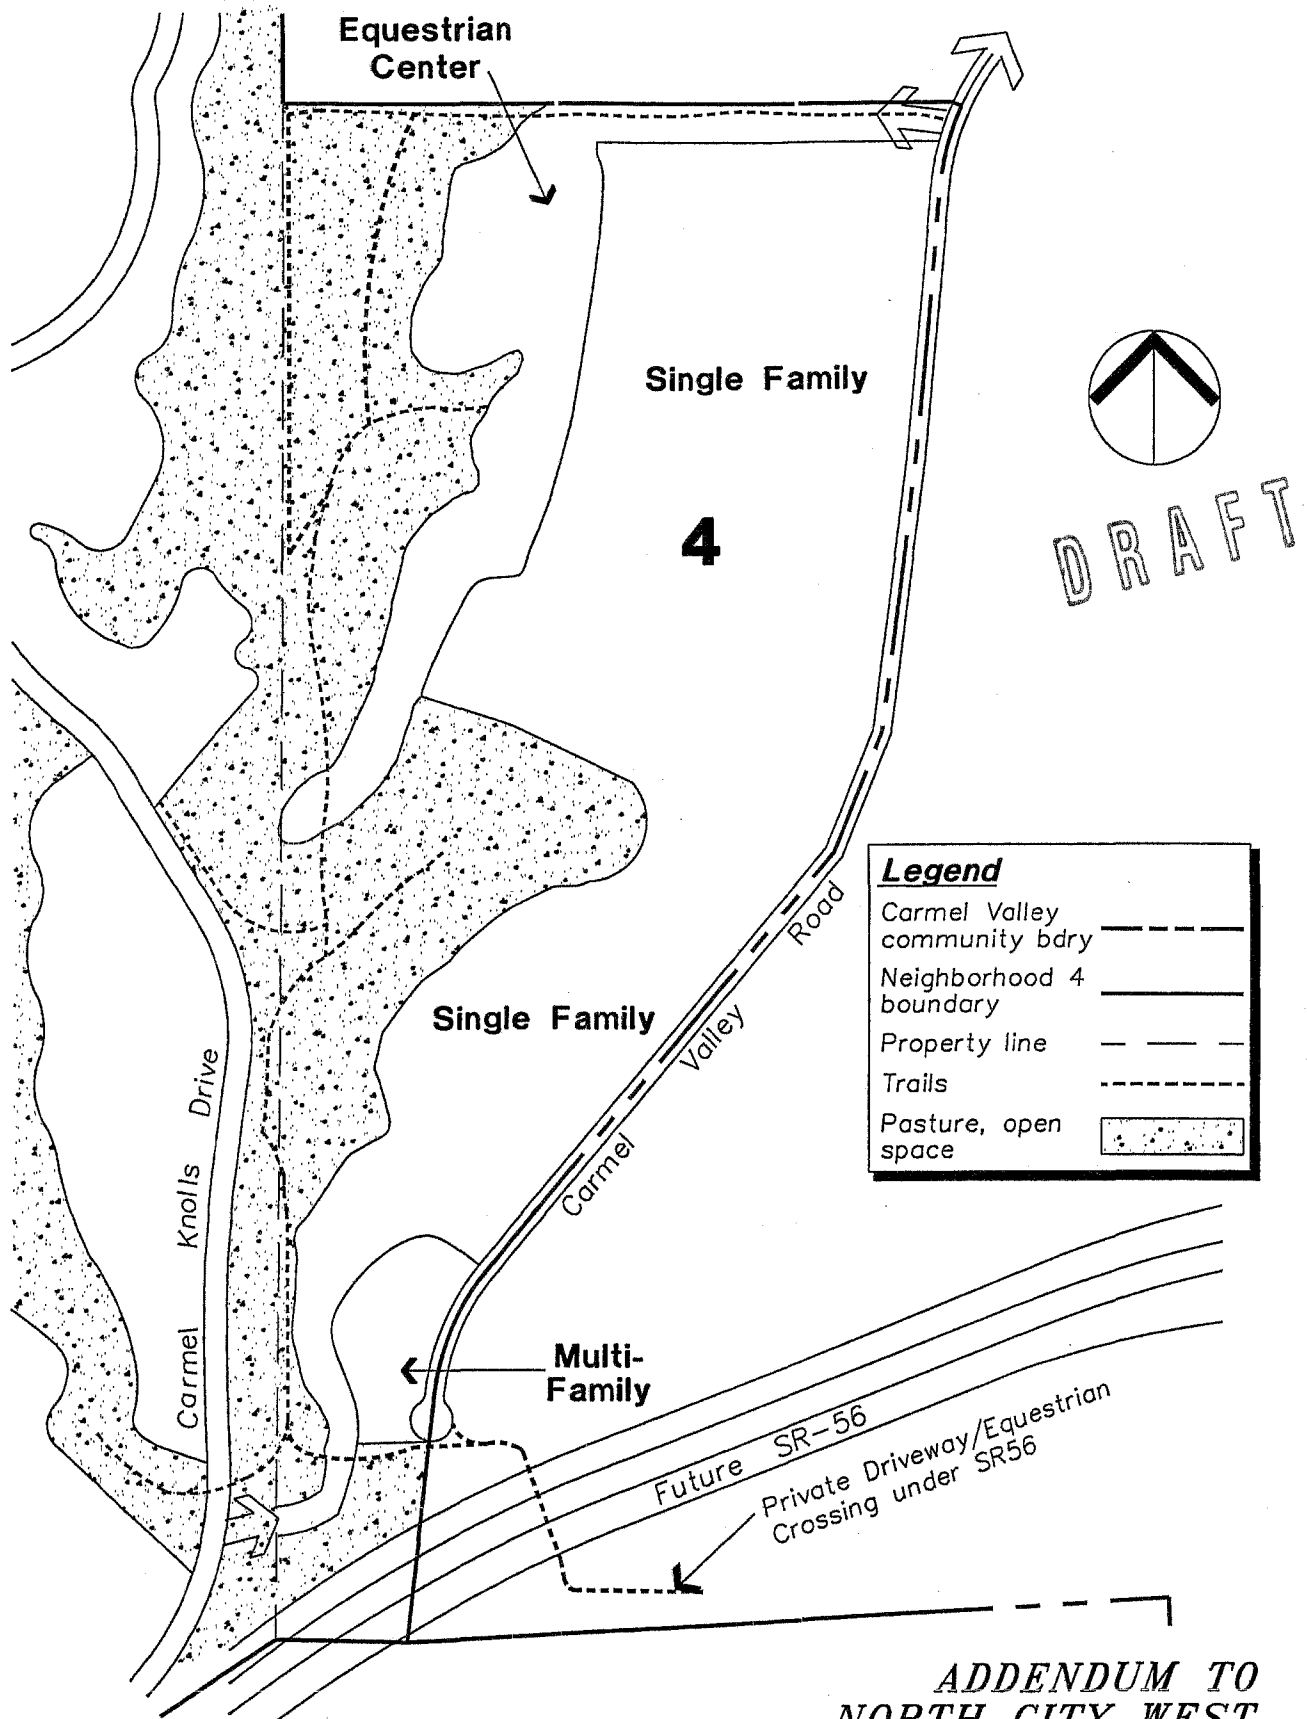 Equestrian
Center
Single Family
4
DRAFT
Legend
Carmel Valley
community bdry
Neighborhood 4
boundary
Property line
Trails
Pasture, open
space
Carmel Valley Road
Single Family
Carmel Knolls Drive
Multi-
Family
Future SR-56
Private Driveway/Equestrian
Crossing under SR56
ADDENDUM TO
NORTH CITY WEST